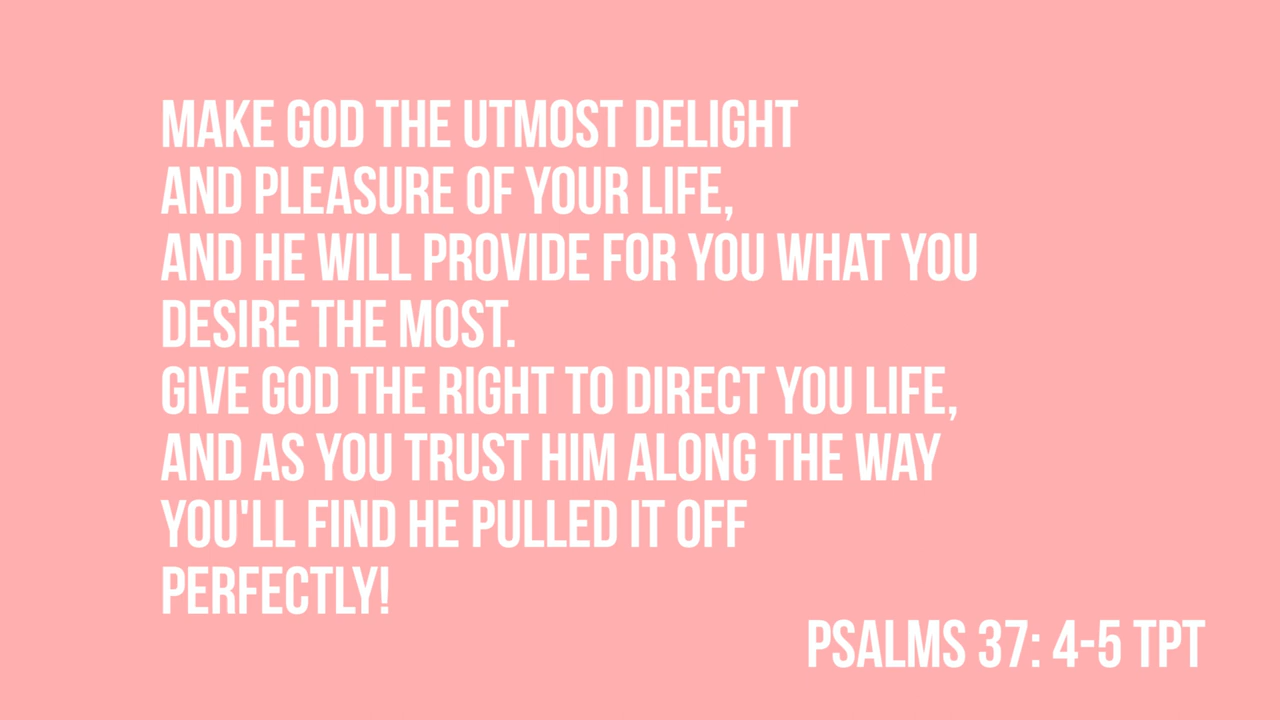 MAKE GOD THE UTMOST DELIGHT
AND PLEASURE OF YOUR LIFE,
AND HE WILL PROVIDE FOR YOU WHAT YOU
DESIRE THE MOST.
GIVE GOD THE RIGHT TO DIRECT YOU LIFE,
AND AS YOU TRUST HIM ALONG THE WAY
YOU'LL FIND HE PULLED IT OFF
PERFECTLY!
PSALMS 37: 4-5 TPT